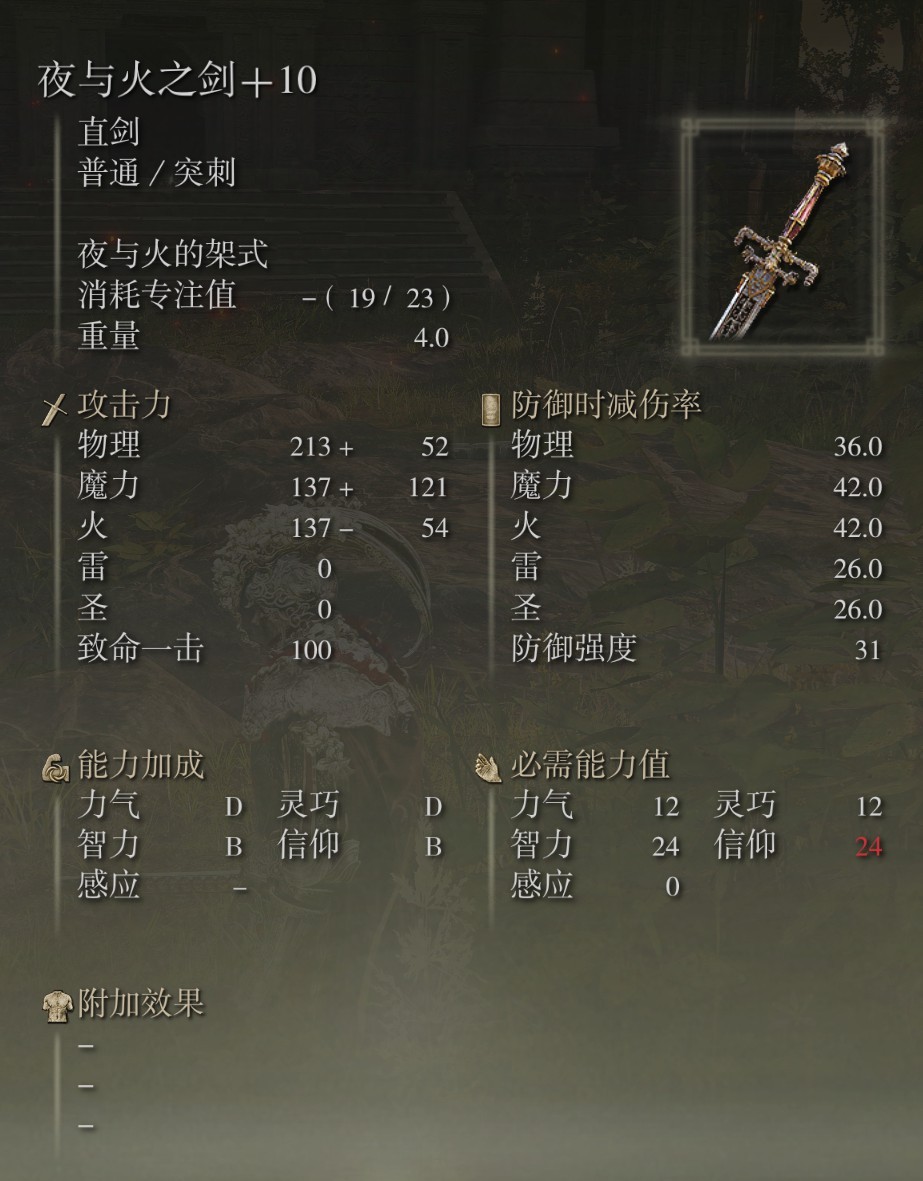 夜与火之剑+10
直剑
普通 / 突刺
夜与火的架式
消耗专注值 – ( 19 / 23 )
重量 4.0
攻击力
物理 213 + 52
魔力 137 + 121
火 137 – 54
雷 0
圣 0
致命一击 100
防御时减伤率
物理 36.0
魔力 42.0
火 42.0
雷 26.0
圣 26.0
防御强度 31
能力加成
力气 D 灵巧 D
智力 B 信仰 B
感应 –
必需能力值
力气 12 灵巧 12
智力 24 信仰 24
感应 0
附加效果
–
–
–